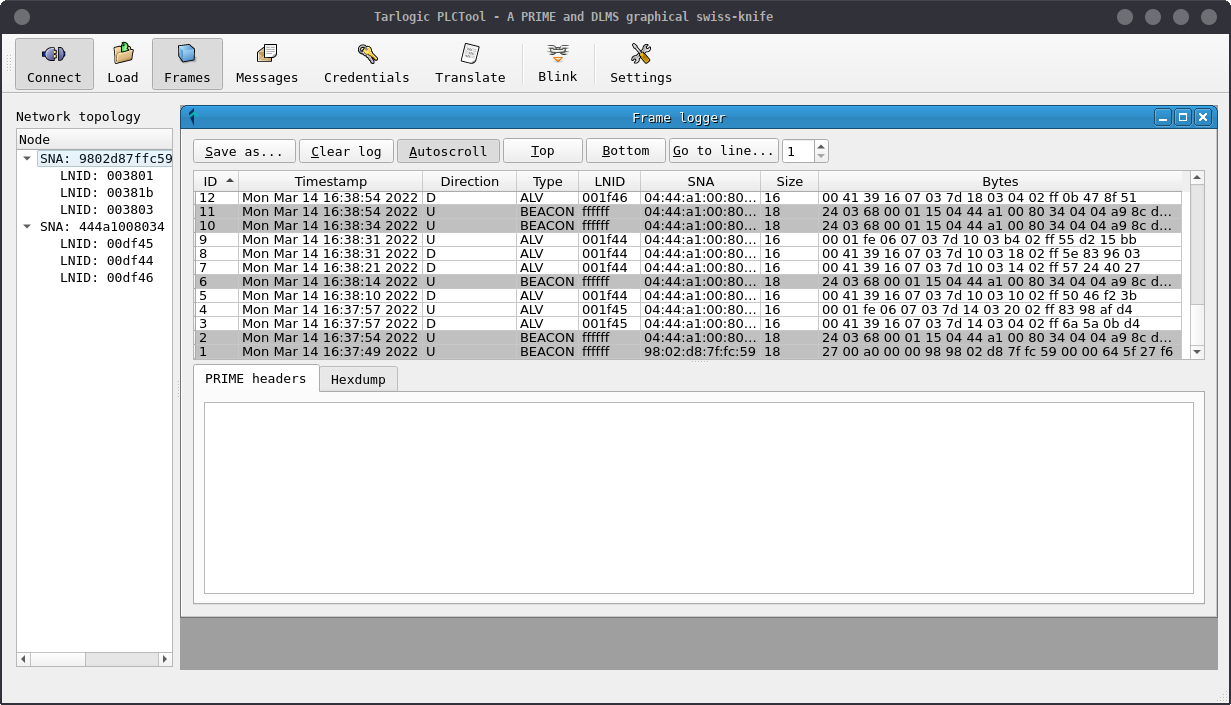 Tarlogic PLCTool - A PRIME and DLMS graphical swiss-knife
Connect Load Frames Messages Credentials Translate Blink Settings
Network topology
Node
SNA: 9802d87ffc59
LNID: 003801
LNID: 00381b
LNID: 003803
SNA: 444a1008034
LNID: 00df45
LNID: 00df44
LNID: 00df46
Frame logger
Save as... Clear log Autoscroll Top Bottom Go to line... 1
ID Timestamp Direction Type LNID SNA Size Bytes
12 Mon Mar 14 16:38:54 2022 D ALV 001f46 04:44:a1:00:80... 16 00 41 39 16 07 03 7d 18 03 04 02 ff 0b 47 8f 51
11 Mon Mar 14 16:38:54 2022 U BEACON ffffff 04:44:a1:00:80... 18 24 03 68 00 01 15 04 44 a1 00 80 34 04 04 a9 8c d...
10 Mon Mar 14 16:38:34 2022 U BEACON ffffff 04:44:a1:00:80... 18 24 03 68 00 01 15 04 44 a1 00 80 34 04 04 a9 8c d...
9 Mon Mar 14 16:38:31 2022 U ALV 001f44 04:44:a1:00:80... 16 00 01 fe 06 07 03 7d 10 03 b4 02 ff 55 d2 15 bb
8 Mon Mar 14 16:38:31 2022 D ALV 001f44 04:44:a1:00:80... 16 00 41 39 16 07 03 7d 10 03 18 02 ff 5e 83 96 03
7 Mon Mar 14 16:38:21 2022 D ALV 001f44 04:44:a1:00:80... 16 00 41 39 16 07 03 7d 10 03 14 02 ff 57 24 40 27
6 Mon Mar 14 16:38:14 2022 U BEACON ffffff 04:44:a1:00:80... 18 24 03 68 00 01 15 04 44 a1 00 80 34 04 04 a9 8c d...
5 Mon Mar 14 16:38:10 2022 D ALV 001f44 04:44:a1:00:80... 16 00 41 39 16 07 03 7d 10 03 10 02 ff 50 46 f2 3b
4 Mon Mar 14 16:37:57 2022 U ALV 001f45 04:44:a1:00:80... 16 00 01 fe 06 07 03 7d 14 03 20 02 ff 83 98 af d4
3 Mon Mar 14 16:37:57 2022 D ALV 001f45 04:44:a1:00:80... 16 00 41 39 16 07 03 7d 14 03 04 02 ff 6a 5a 0b d4
2 Mon Mar 14 16:37:54 2022 U BEACON ffffff 04:44:a1:00:80... 18 24 03 68 00 01 15 04 44 a1 00 80 34 04 04 a9 8c d...
1 Mon Mar 14 16:37:49 2022 U BEACON ffffff 98:02:d8:7f:fc:59 18 27 00 a0 00 00 98 98 02 d8 7f fc 59 00 00 64 5f 27 f6
PRIME headers Hexdump